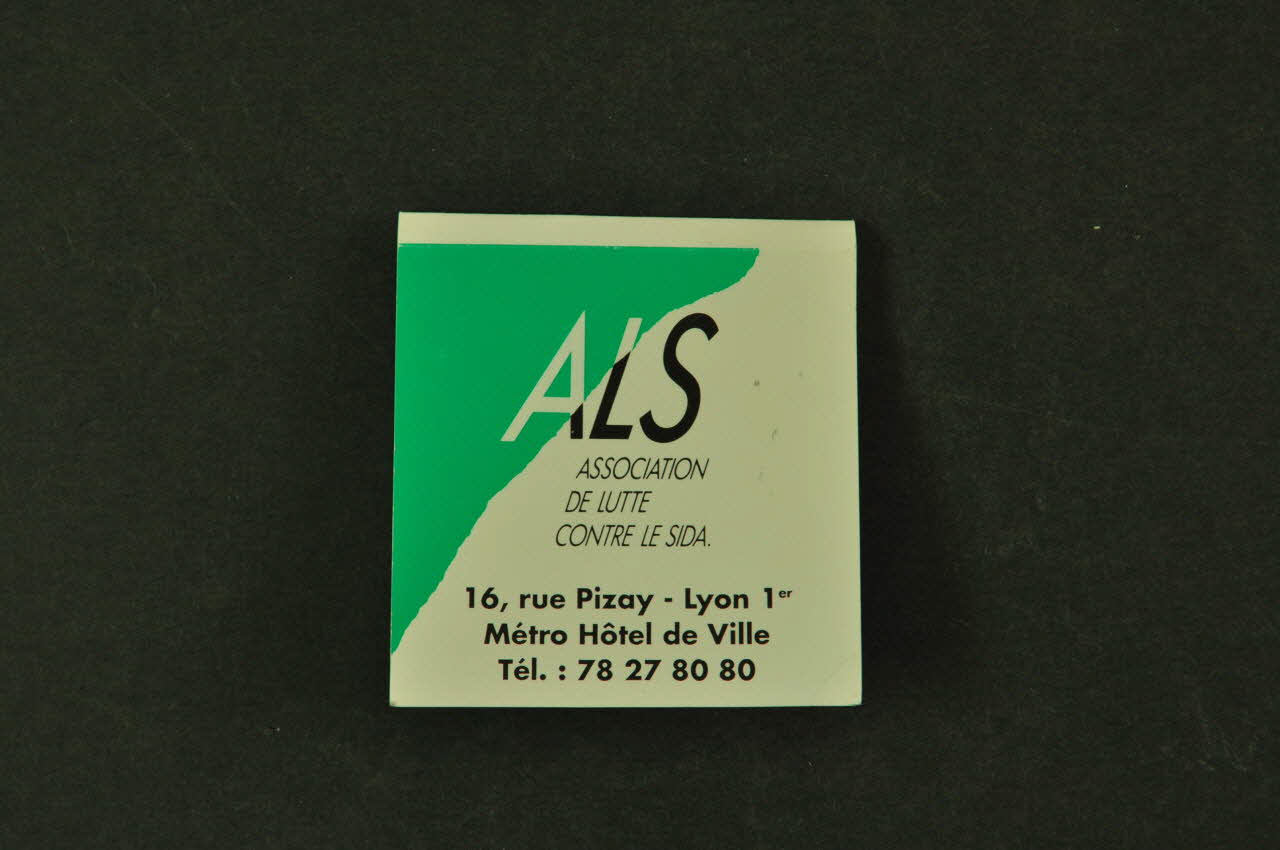 ALS
ASSOCIATION
DE LUTTE
CONTRE LE SIDA.
16, rue Pizay - Lyon 1er
Métro Hôtel de Ville
Tél. : 78 27 80 80